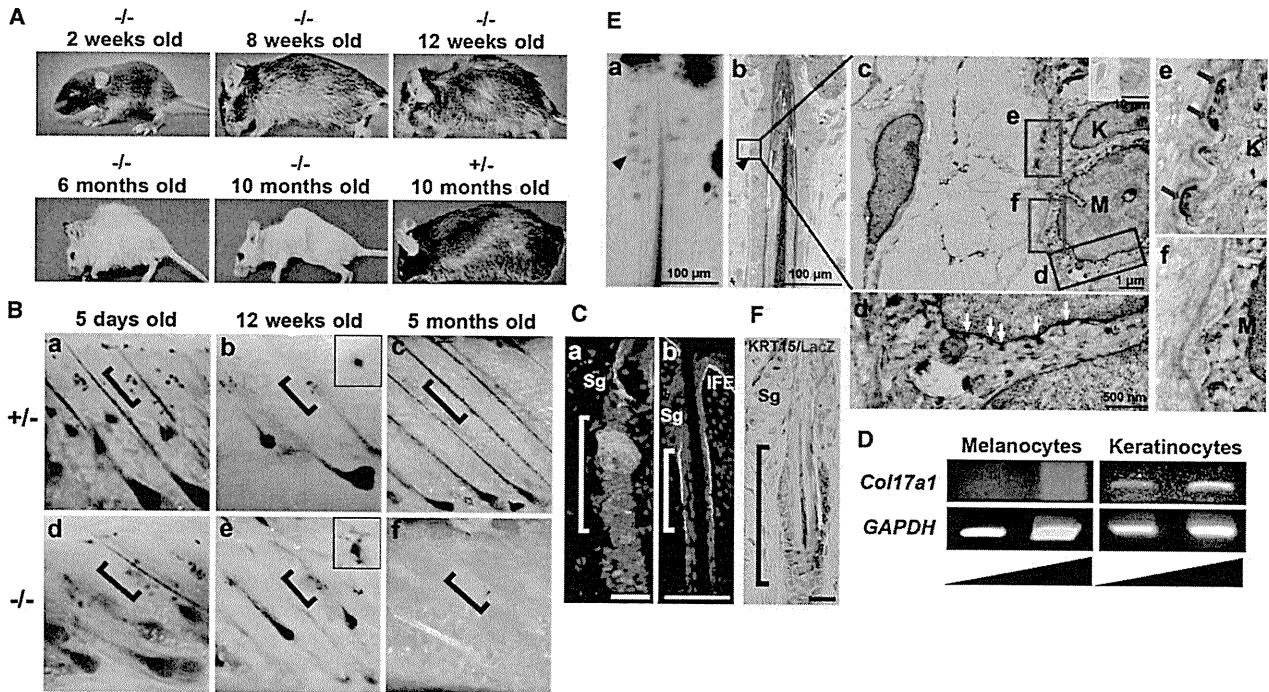 A
-/-
2 weeks old
-/-
8 weeks old
-/-
12 weeks old
-/-
6 months old
-/-
10 months old
+/-
10 months old
B
5 days old
12 weeks old
5 months old
+/-
a
b
c
-/-
d
e
f
C
a
Sg
b
Sg
IFE
F
KRT15/LacZ
Sg
E
a
100 µm
b
100 µm
c
e
K
f
M
d
1 µm
d
500 nm
e
K
f
M
D
Melanocytes
Keratinocytes
Col17a1
GAPDH